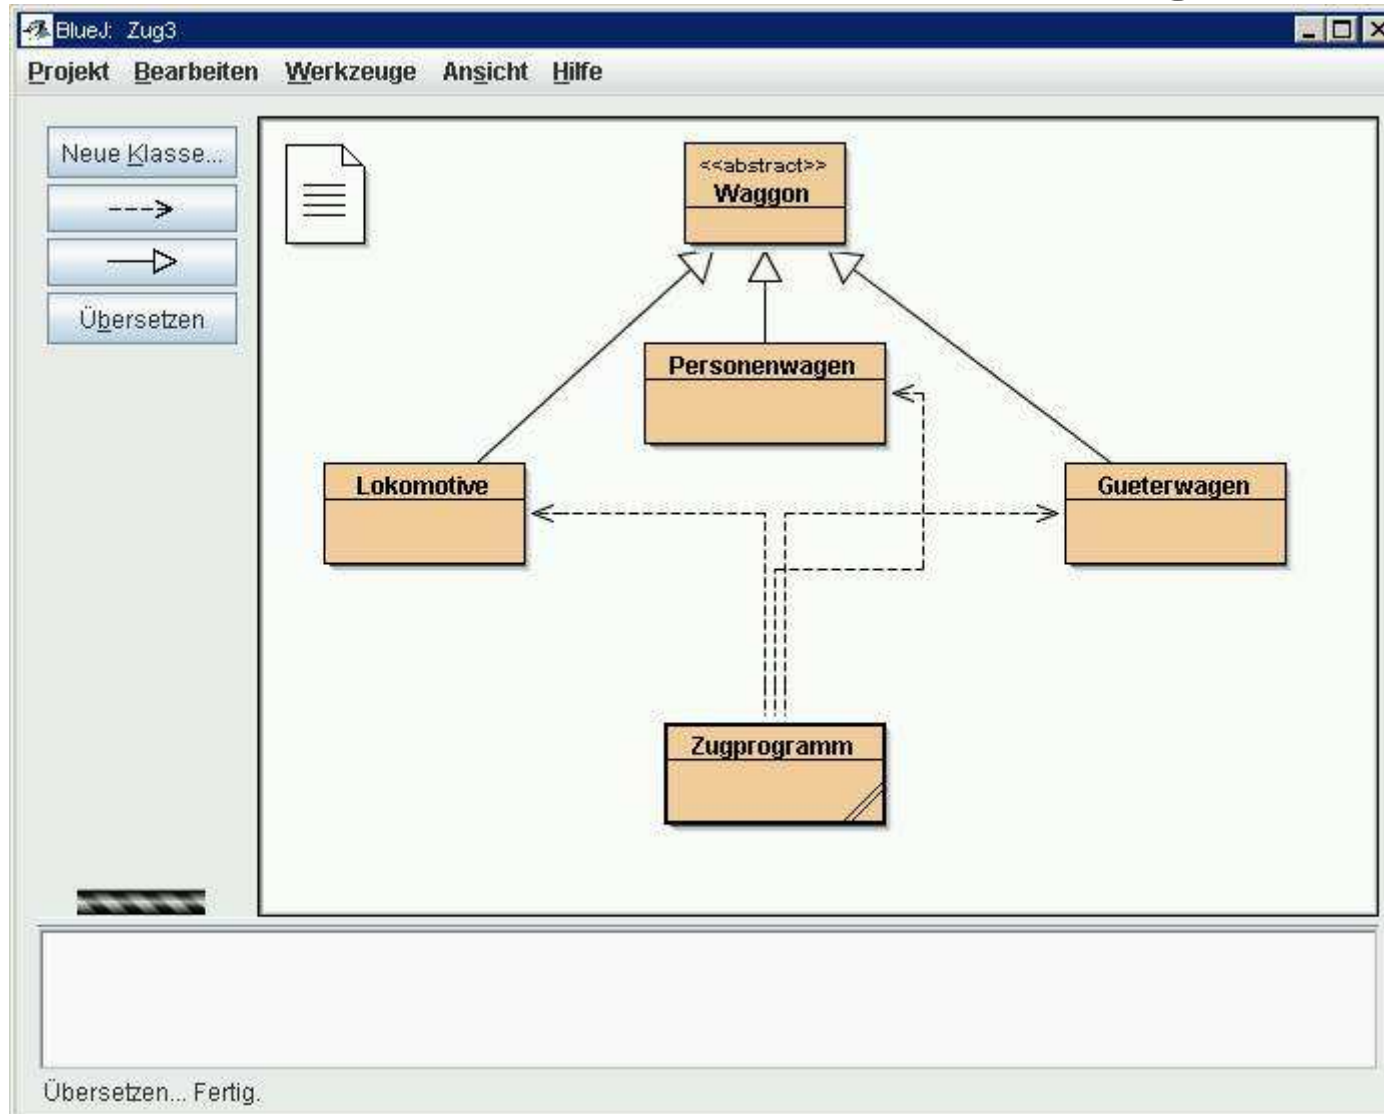 BlueJ: Zug3
Projekt Bearbeiten Werkzeuge Ansicht Hilfe
Neue Klasse...
Übersetzen
<<abstract>>
Waggon
Personenwagen
Lokomotive
Gueterwagen
Zugprogramm
Übersetzen... Fertig.